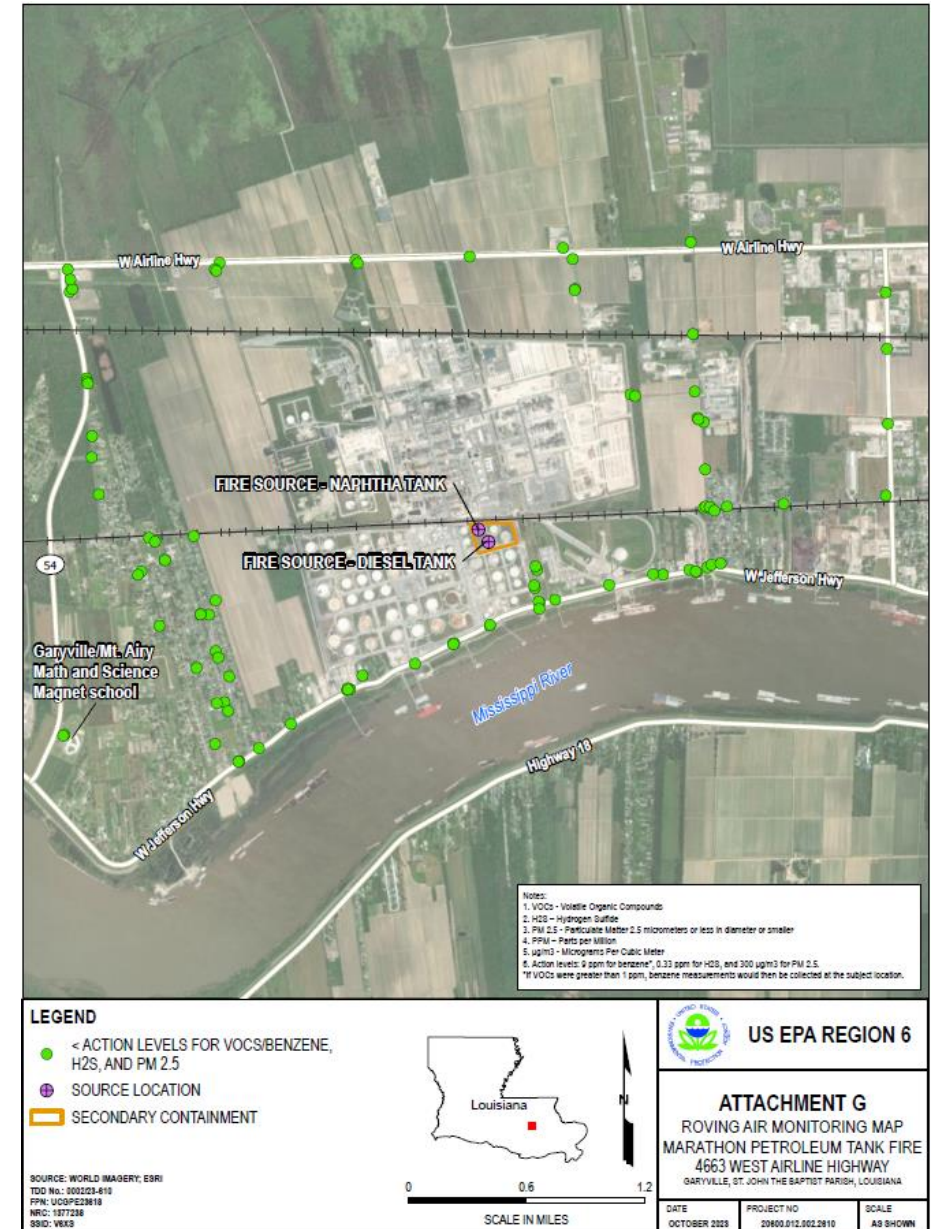 W Airline Hwy
W Airline Hwy
FIRE SOURCE - NAPHTHA TANK
FIRE SOURCE - DIESEL TANK
54
W Jefferson Hwy
Garyville/Mt. Airy
Math and Science
Magnet school
Mississippi River
Highway 18
W Jefferson Hwy
Notes:
1. VOCs - Volatile Organic Compounds
2. H2S – Hydrogen Sulfide
3. PM 2.5 - Particulate Matter 2.5 micrometers or less in diameter or smaller
4. PPM – Parts per Million
5. µg/m3 - Micrograms Per Cubic Meter
6. Action levels: 9 ppm for benzene*, 0.33 ppm for H2S, and 300 µg/m3 for PM 2.5.
*If VOCs were greater than 1 ppm, benzene measurements would then be collected at the subject location.
LEGEND
< ACTION LEVELS FOR VOCS/BENZENE,
H2S, AND PM 2.5
SOURCE LOCATION
SECONDARY CONTAINMENT
SOURCE: WORLD IMAGERY; ESRI
TDD No.: 0002/23-610
FPN: UCGPE23618
NRC: 1377238
SSID: V6X3
Louisiana
N
0 0.6 1.2
SCALE IN MILES
US EPA REGION 6
ATTACHMENT G
ROVING AIR MONITORING MAP
MARATHON PETROLEUM TANK FIRE
4663 WEST AIRLINE HIGHWAY
GARYVILLE, ST. JOHN THE BAPTIST PARISH, LOUISIANA
DATE
OCTOBER 2023
PROJECT NO
20600.012.002.2610
SCALE
AS SHOWN